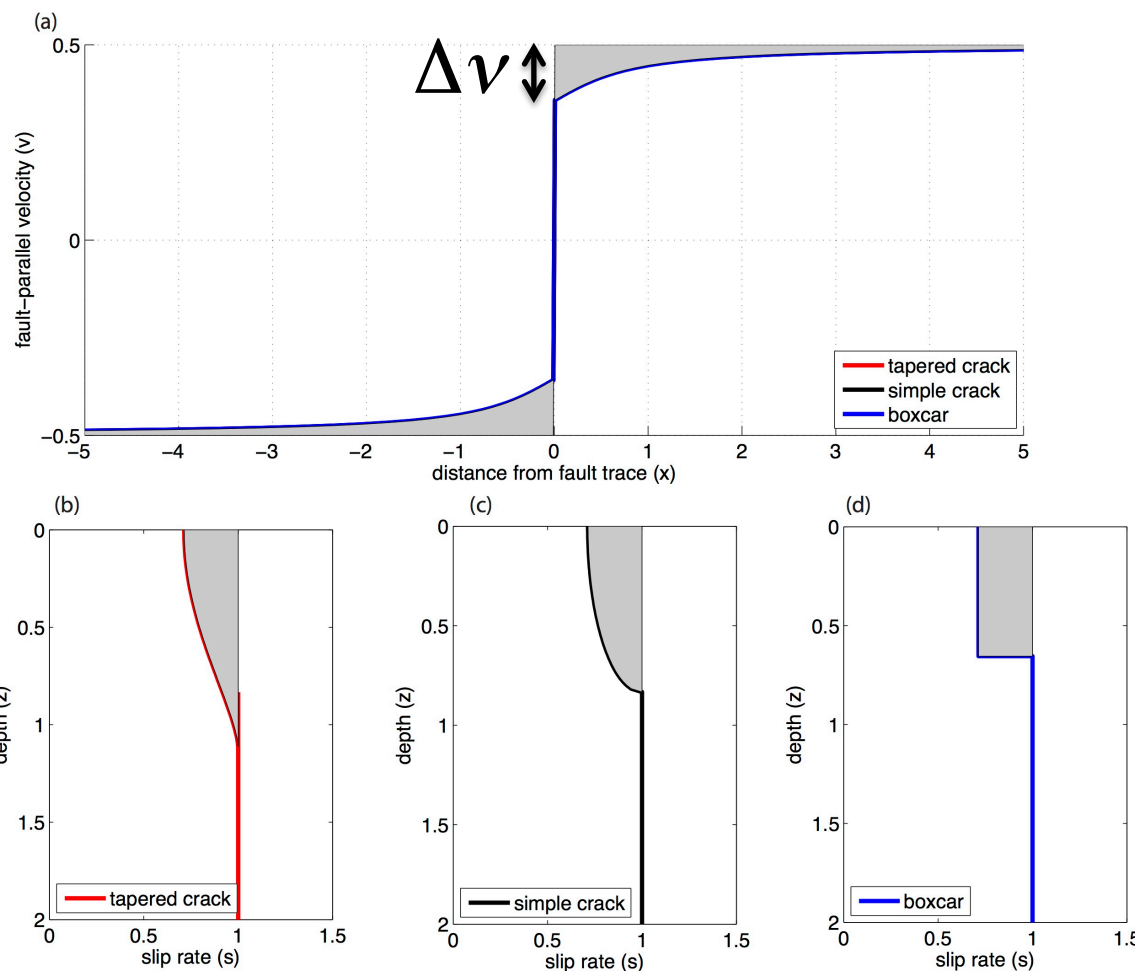 (a)
0.5
Δν
0
−0.5
fault−parallel velocity (v)
−5 −4 −3 −2 −1 0 1 2 3 4 5
distance from fault trace (x)
tapered crack
simple crack
boxcar
(b)
0
0.5
1
1.5
2
depth (z)
tapered crack
0 0.5 1 1.5
slip rate (s)
(c)
0
0.5
1
1.5
2
depth (z)
simple crack
0 0.5 1 1.5
slip rate (s)
(d)
0
0.5
1
1.5
2
depth (z)
boxcar
0 0.5 1 1.5
slip rate (s)